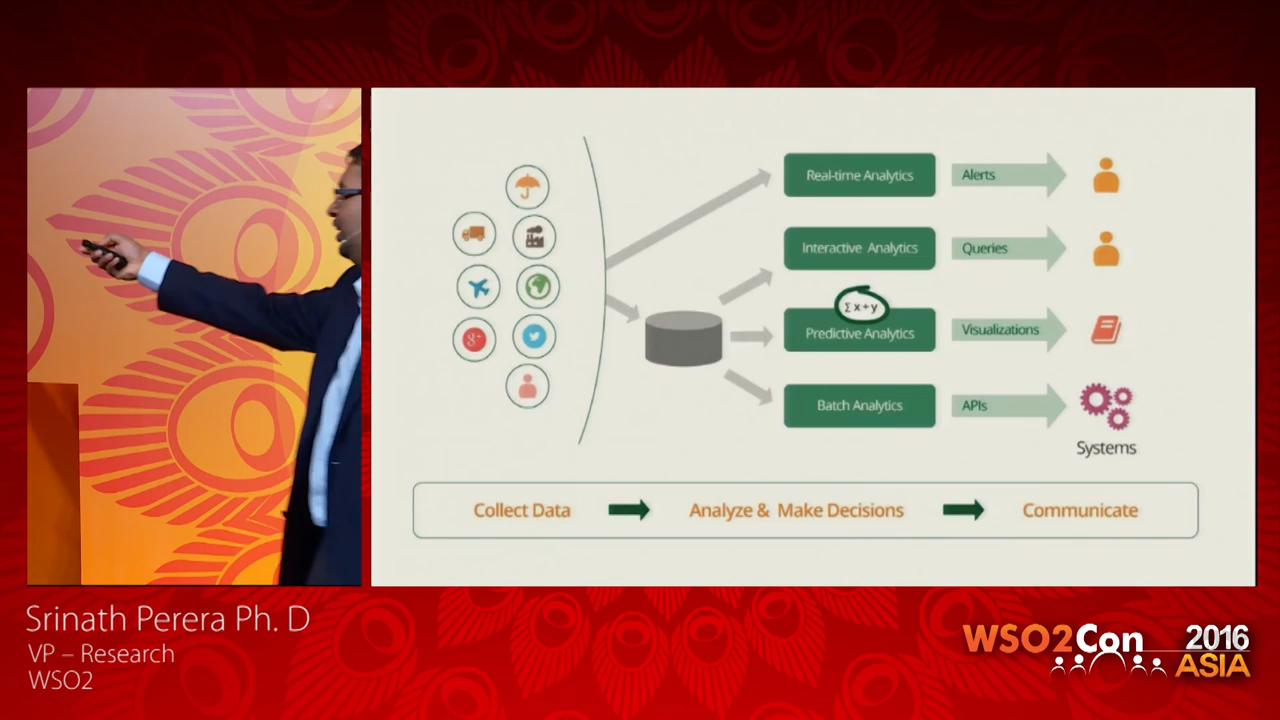 Real-time Analytics
Alerts
Interactive Analytics
Queries
Σx+y
Predictive Analytics
Visualizations
Batch Analytics
APIs
Systems
g+
Collect Data
Analyze & Make Decisions
Communicate
Srinath Perera Ph. D
VP – Research
WSO2
WSO2Con 2016
ASIA